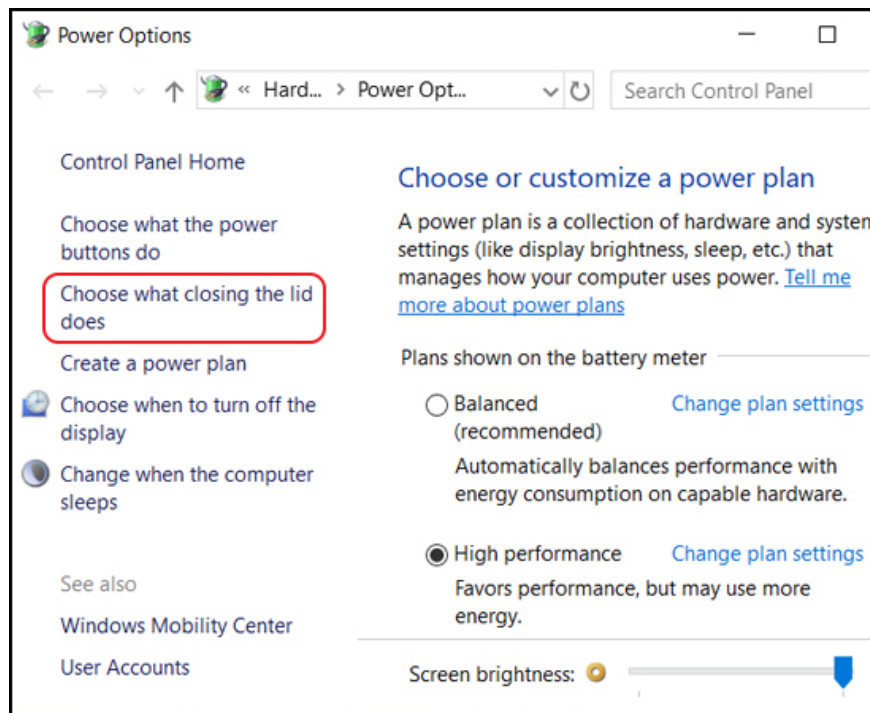 Power Options
« Hard... > Power Opt...
Search Control Panel
Control Panel Home
Choose what the power
buttons do
Choose what closing the lid
does
Create a power plan
Choose when to turn off the
display
Change when the computer
sleeps
See also
Windows Mobility Center
User Accounts
Choose or customize a power plan
A power plan is a collection of hardware and system
settings (like display brightness, sleep, etc.) that
manages how your computer uses power. Tell me
more about power plans
Plans shown on the battery meter
Balanced Change plan settings
(recommended)
Automatically balances performance with
energy consumption on capable hardware.
High performance Change plan settings
Favors performance, but may use more
energy.
Screen brightness: